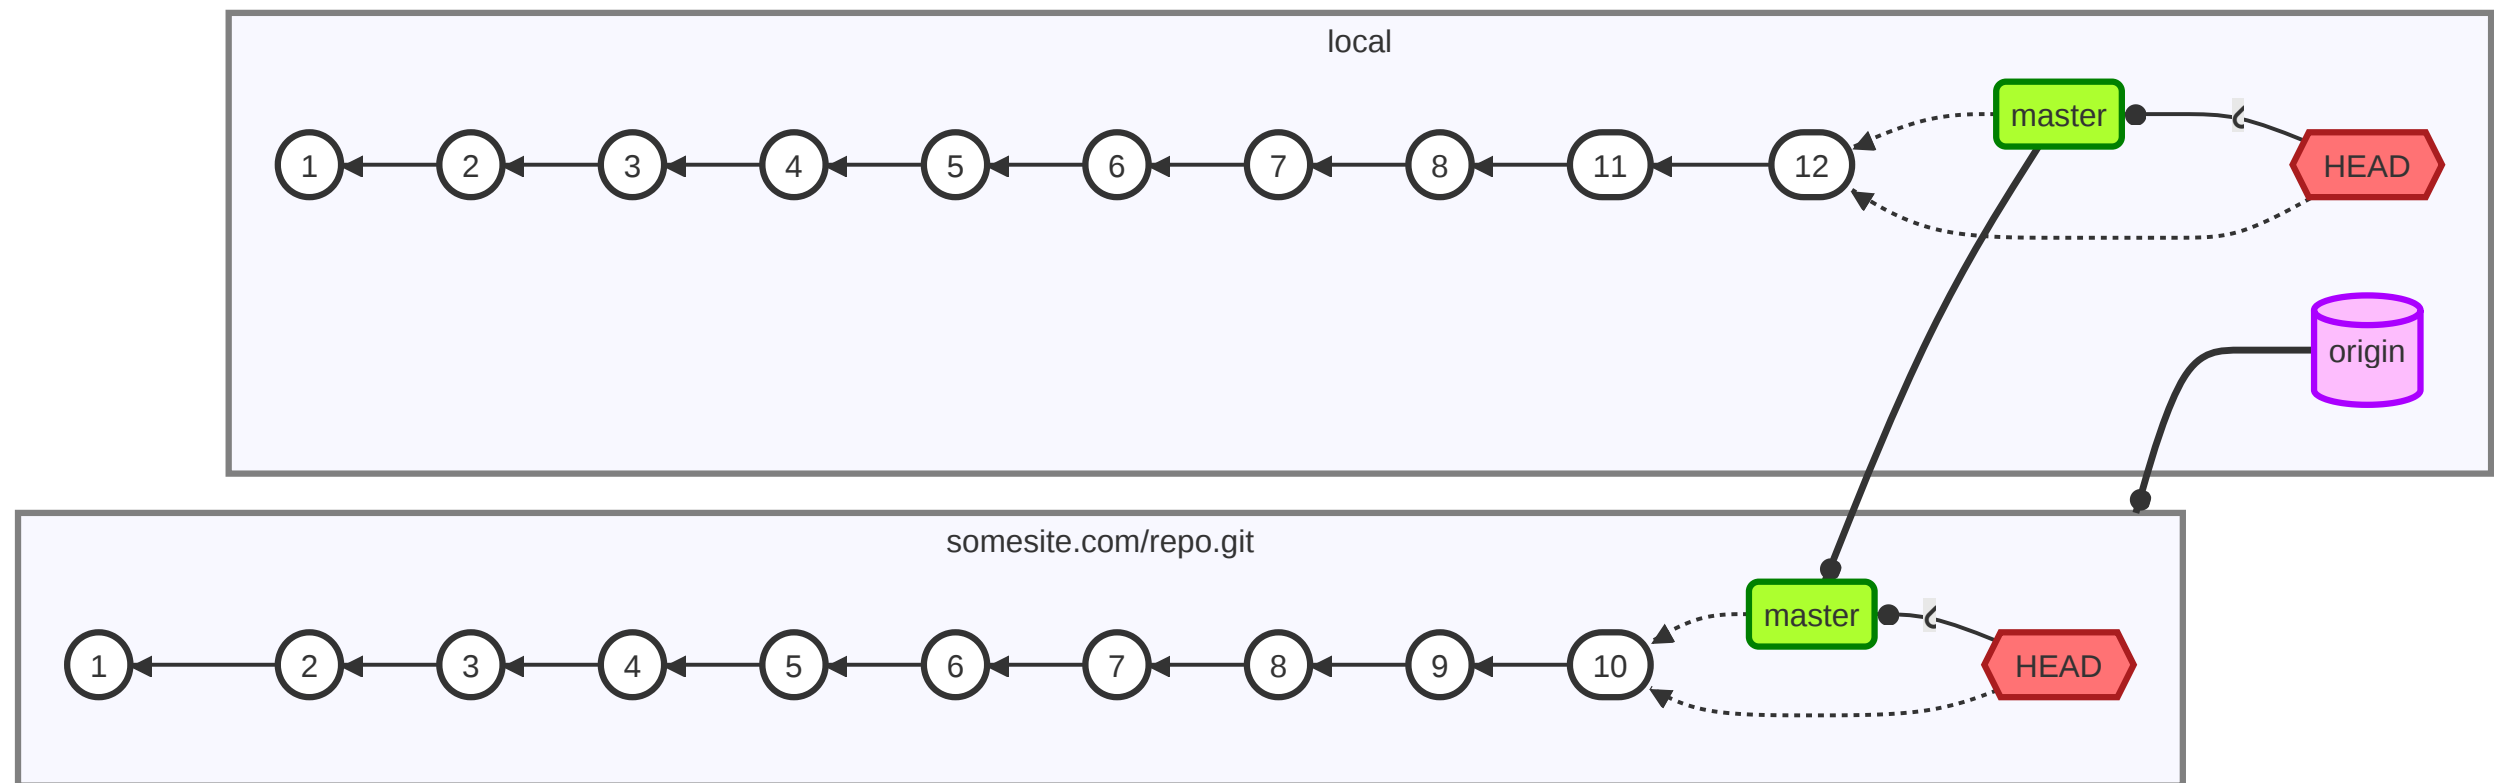 local
master
HEAD
1 2 3 4 5 6 7 8 11 12
origin
somesite.com/repo.git
master
HEAD
1 2 3 4 5 6 7 8 9 10